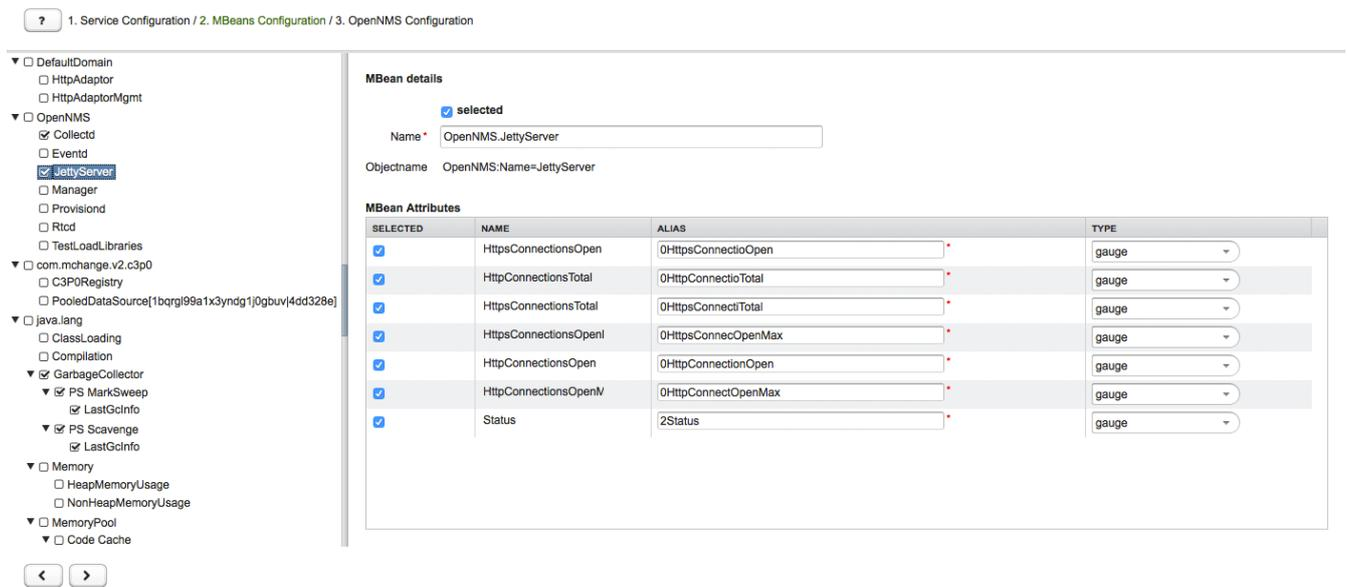 ? 1. Service Configuration / 2. MBeans Configuration / 3. OpenNMS Configuration
DefaultDomain
HttpAdaptor
HttpAdaptorMgmt
OpenNMS
Collectd
Eventd
JettyServer
Manager
Provisiond
Rtcd
TestLoadLibraries
com.mchange.v2.c3p0
C3P0Registry
PooledDataSource[1bqrgl99a1x3yndg1j0gbuv|4dd328e]
java.lang
ClassLoading
Compilation
GarbageCollector
PS MarkSweep
LastGcInfo
PS Scavenge
LastGcInfo
Memory
HeapMemoryUsage
NonHeapMemoryUsage
MemoryPool
Code Cache
MBean details
selected
Name * OpenNMS.JettyServer
Objectname OpenNMS:Name=JettyServer
MBean Attributes
SELECTED NAME ALIAS TYPE
HttpsConnectionsOpen 0HttpsConnectioOpen * gauge
HttpConnectionsTotal 0HttpConnectioTotal * gauge
HttpsConnectionsTotal 0HttpsConnectiTotal * gauge
HttpsConnectionsOpenI 0HttpsConnecOpenMax * gauge
HttpConnectionsOpen 0HttpConnectionOpen * gauge
HttpConnectionsOpenM 0HttpConnectOpenMax * gauge
Status 2Status * gauge